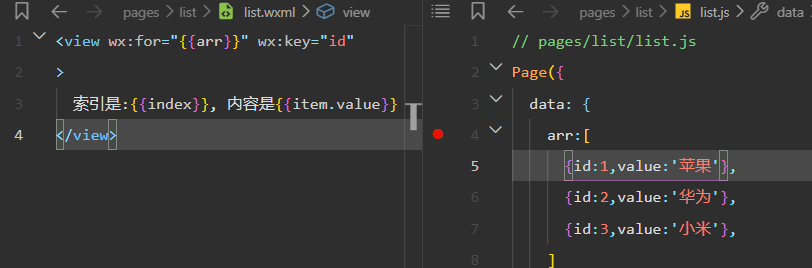 pages > list > list.wxml > view
1 <view wx:for="{{arr}}" wx:key="id"
2 >
3 索引是:{{index}}, 内容是{{item.value}}
4 </view>
pages > list > JS list.js > data
1 // pages/list/list.js
2 Page({
3 data: {
4 arr:[
5 {id:1,value:'苹果'},
6 {id:2,value:'华为'},
7 {id:3,value:'小米'},
8 ]